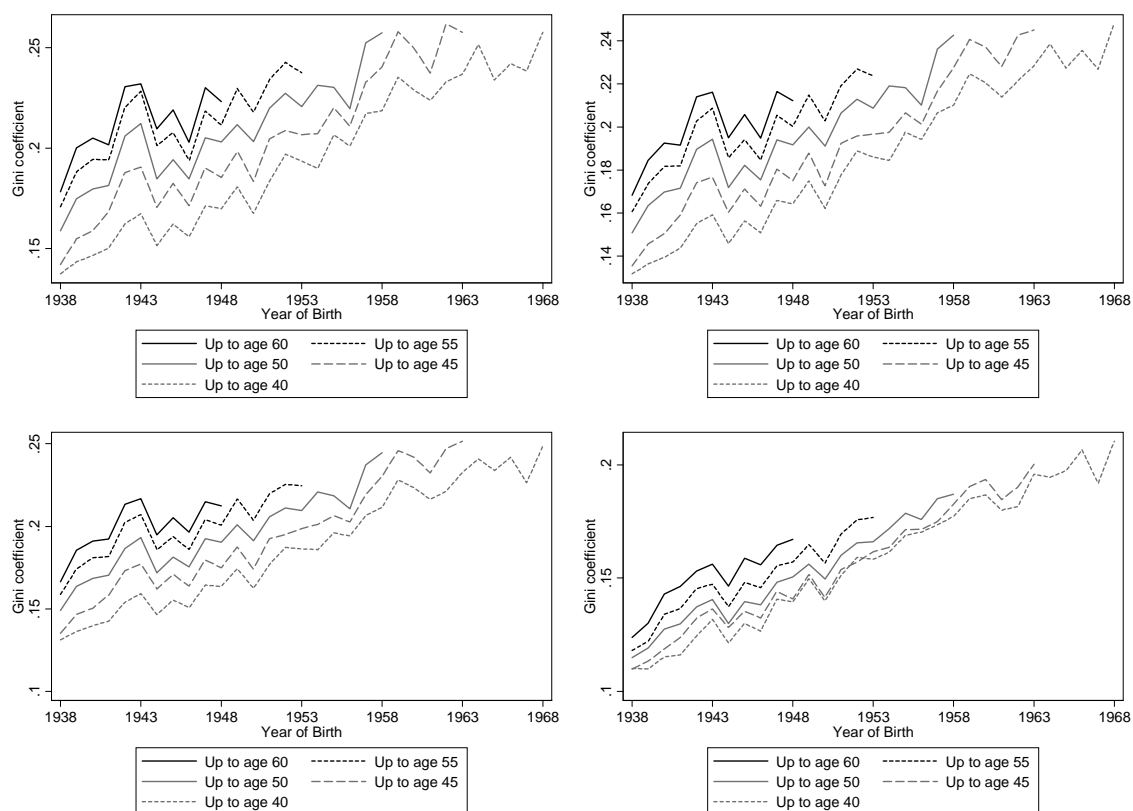 Gini coefficient
.15
.2
.25
1938 1943 1948 1953 1958 1963 1968
Year of Birth
Up to age 60 Up to age 55
Up to age 50 Up to age 45
Up to age 40
Gini coefficient
.14
.16
.18
.2
.22
.24
1938 1943 1948 1953 1958 1963 1968
Year of Birth
Up to age 60 Up to age 55
Up to age 50 Up to age 45
Up to age 40
Gini coefficient
.1
.15
.2
.25
1938 1943 1948 1953 1958 1963 1968
Year of Birth
Up to age 60 Up to age 55
Up to age 50 Up to age 45
Up to age 40
Gini coefficient
.1
.15
.2
1938 1943 1948 1953 1958 1963 1968
Year of Birth
Up to age 60 Up to age 55
Up to age 50 Up to age 45
Up to age 40